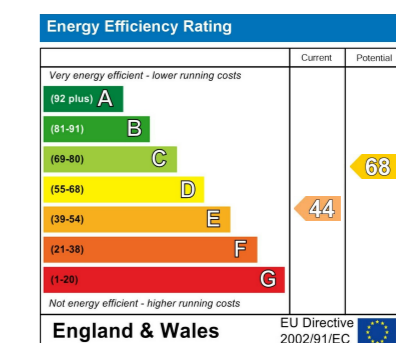 Energy Efficiency Rating
Current Potential
Very energy efficient - lower running costs
(92 plus) A
(81-91) B
(69-80) C
68
(55-68) D
44
(39-54) E
(21-38) F
(1-20) G
Not energy efficient - higher running costs
England & Wales
EU Directive
2002/91/EC